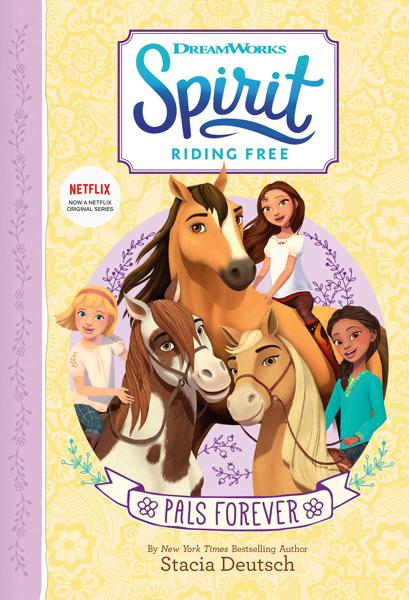 DREAMWORKS
Spirit
RIDING FREE
NETFLIX
NOW A NETFLIX
ORIGINAL SERIES
PALS FOREVER
By New York Times Bestselling Author
Stacia Deutsch